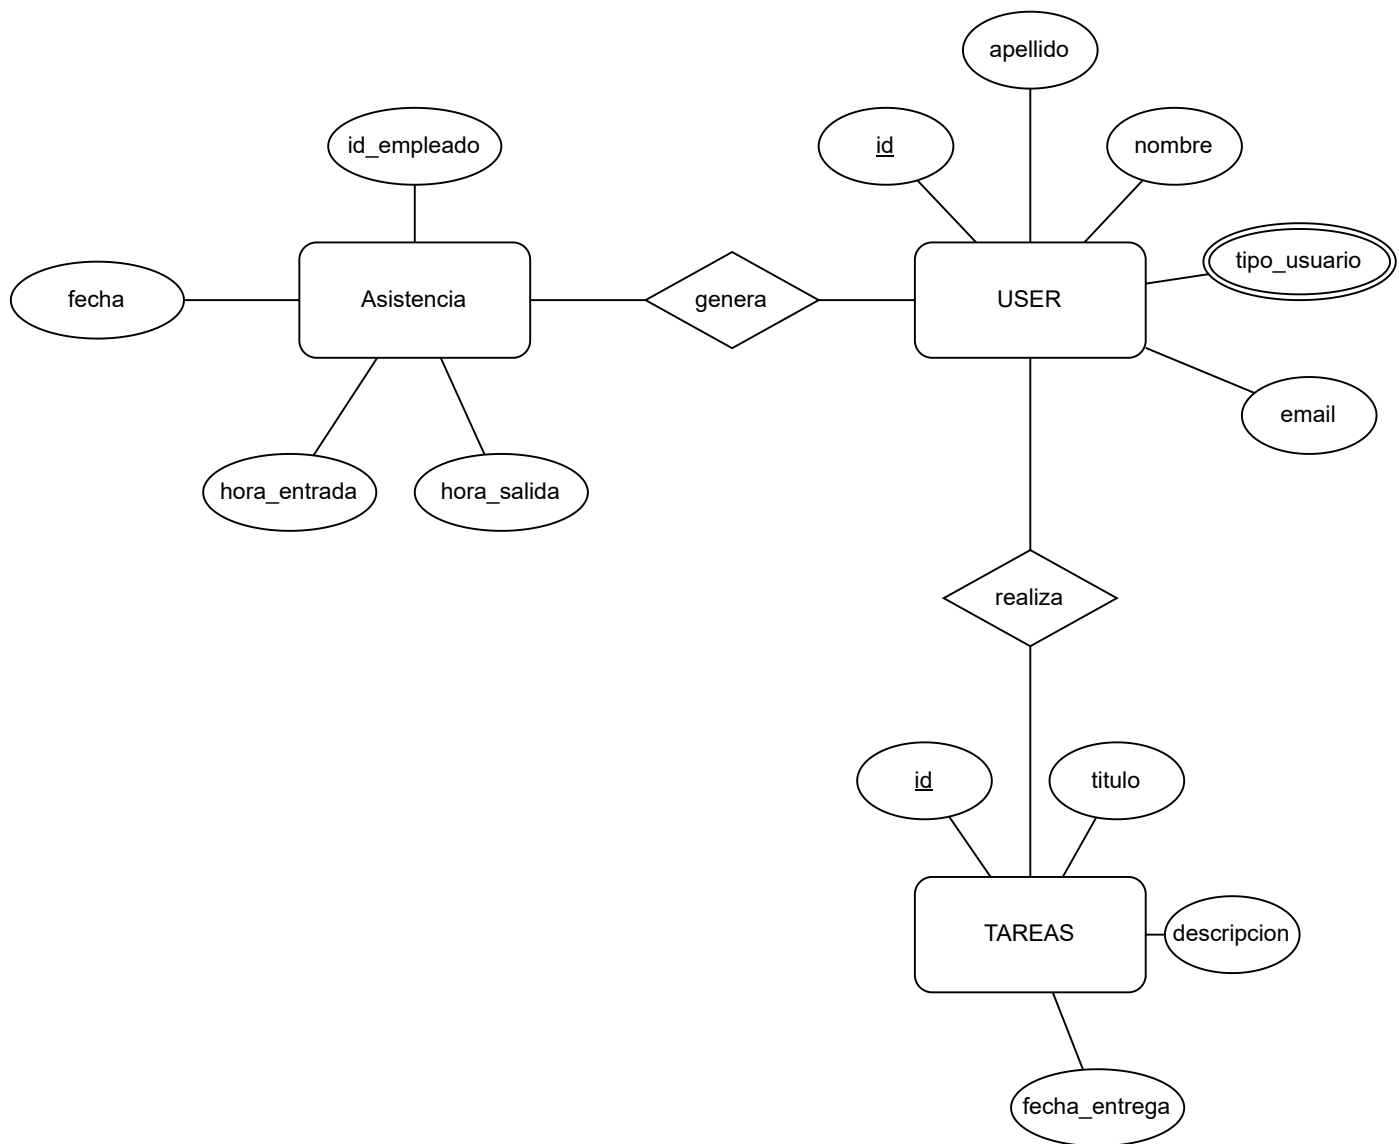 apellido
id_empleado
id
nombre
tipo_usuario
fecha
Asistencia
genera
USER
email
hora_entrada
hora_salida
realiza
id
titulo
TAREAS
descripcion
fecha_entrega